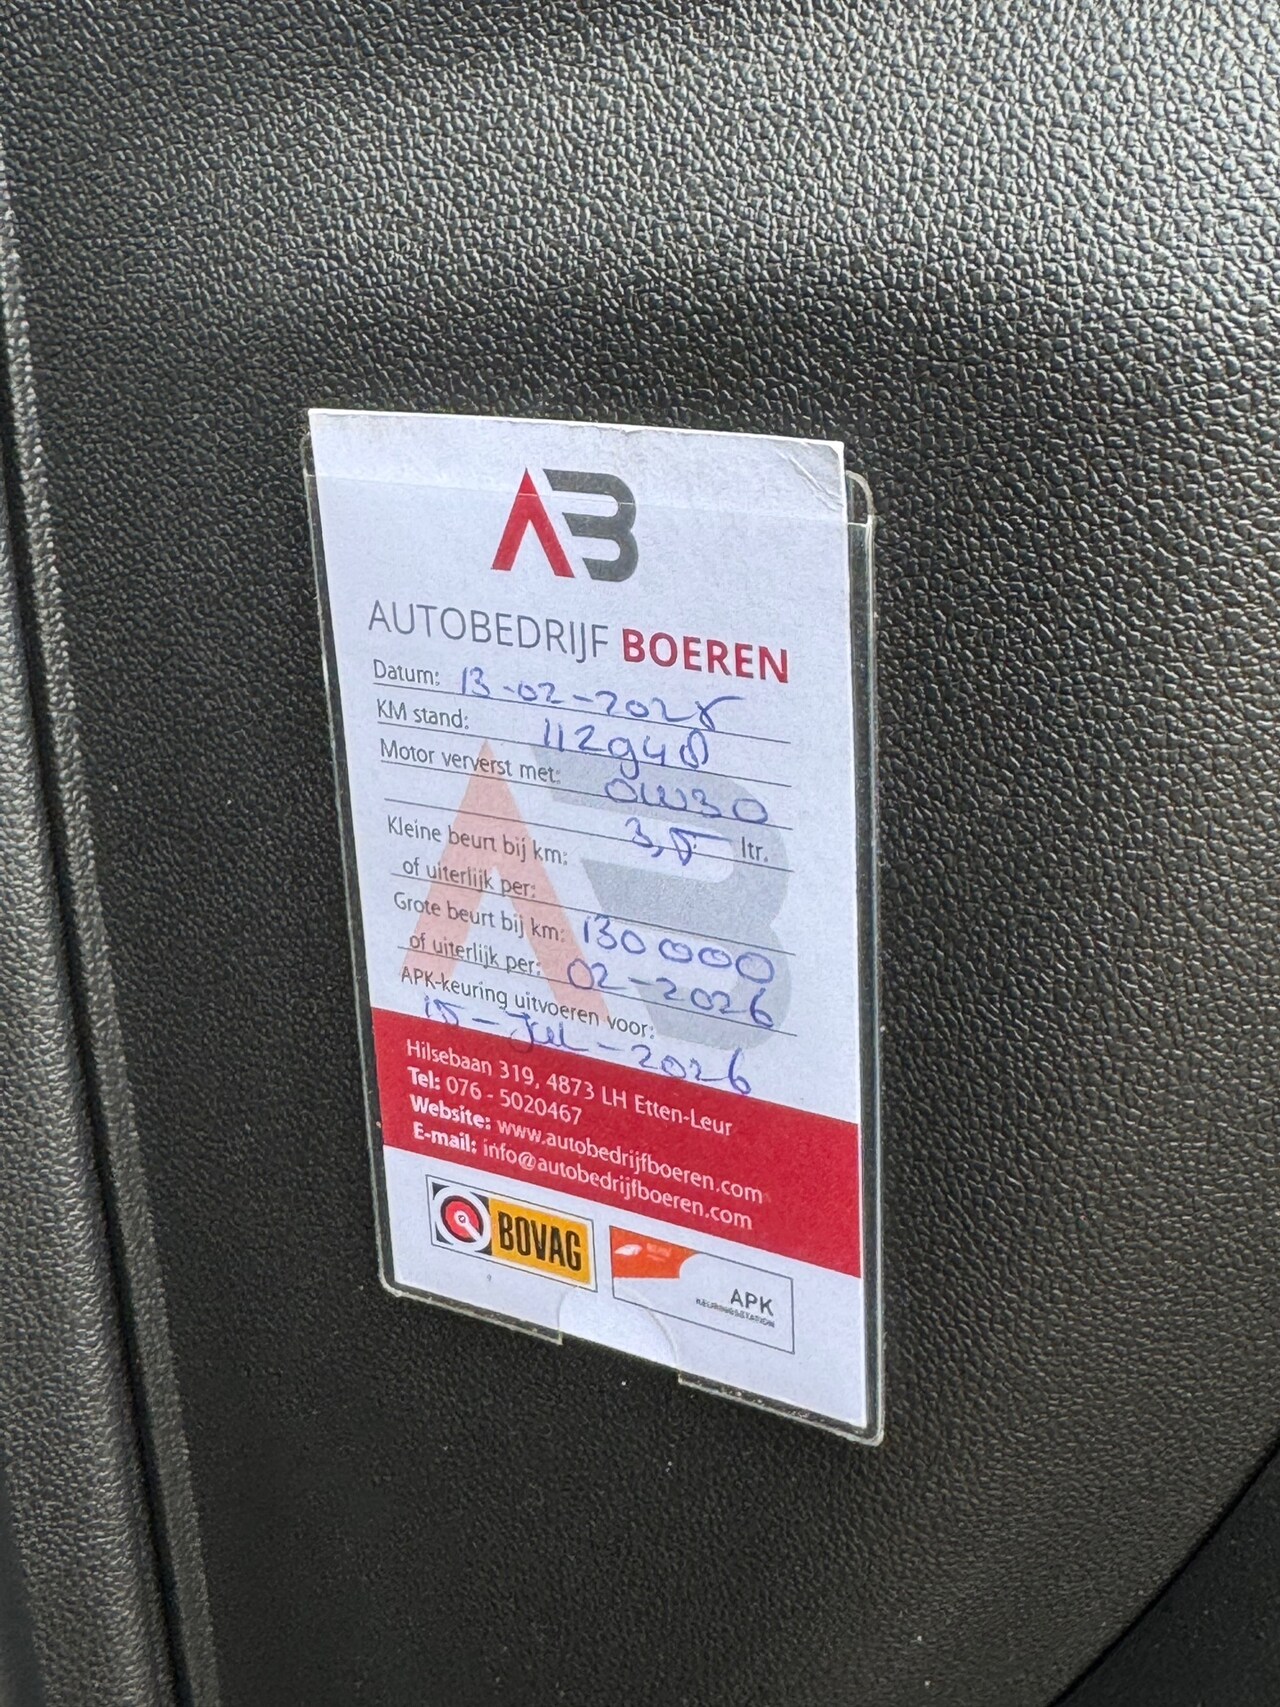 AB
AUTOBEDRIJF BOEREN
Datum: 13-02-2025
KM stand: 112948
Motor ververst met: 0W30
3,5 ltr.
Kleine beurt bij km:
of uiterlijk per:
Grote beurt bij km: 130000
of uiterlijk per: 02-2026
APK-keuring uitvoeren voor:
15-Jul-2026
Hilsebaan 319, 4873 LH Etten-Leur
Tel: 076 - 5020467
Website: www.autobedrijfboeren.com
E-mail: info@autobedrijfboeren.com
BOVAG
APK
KEURINGSSTATION